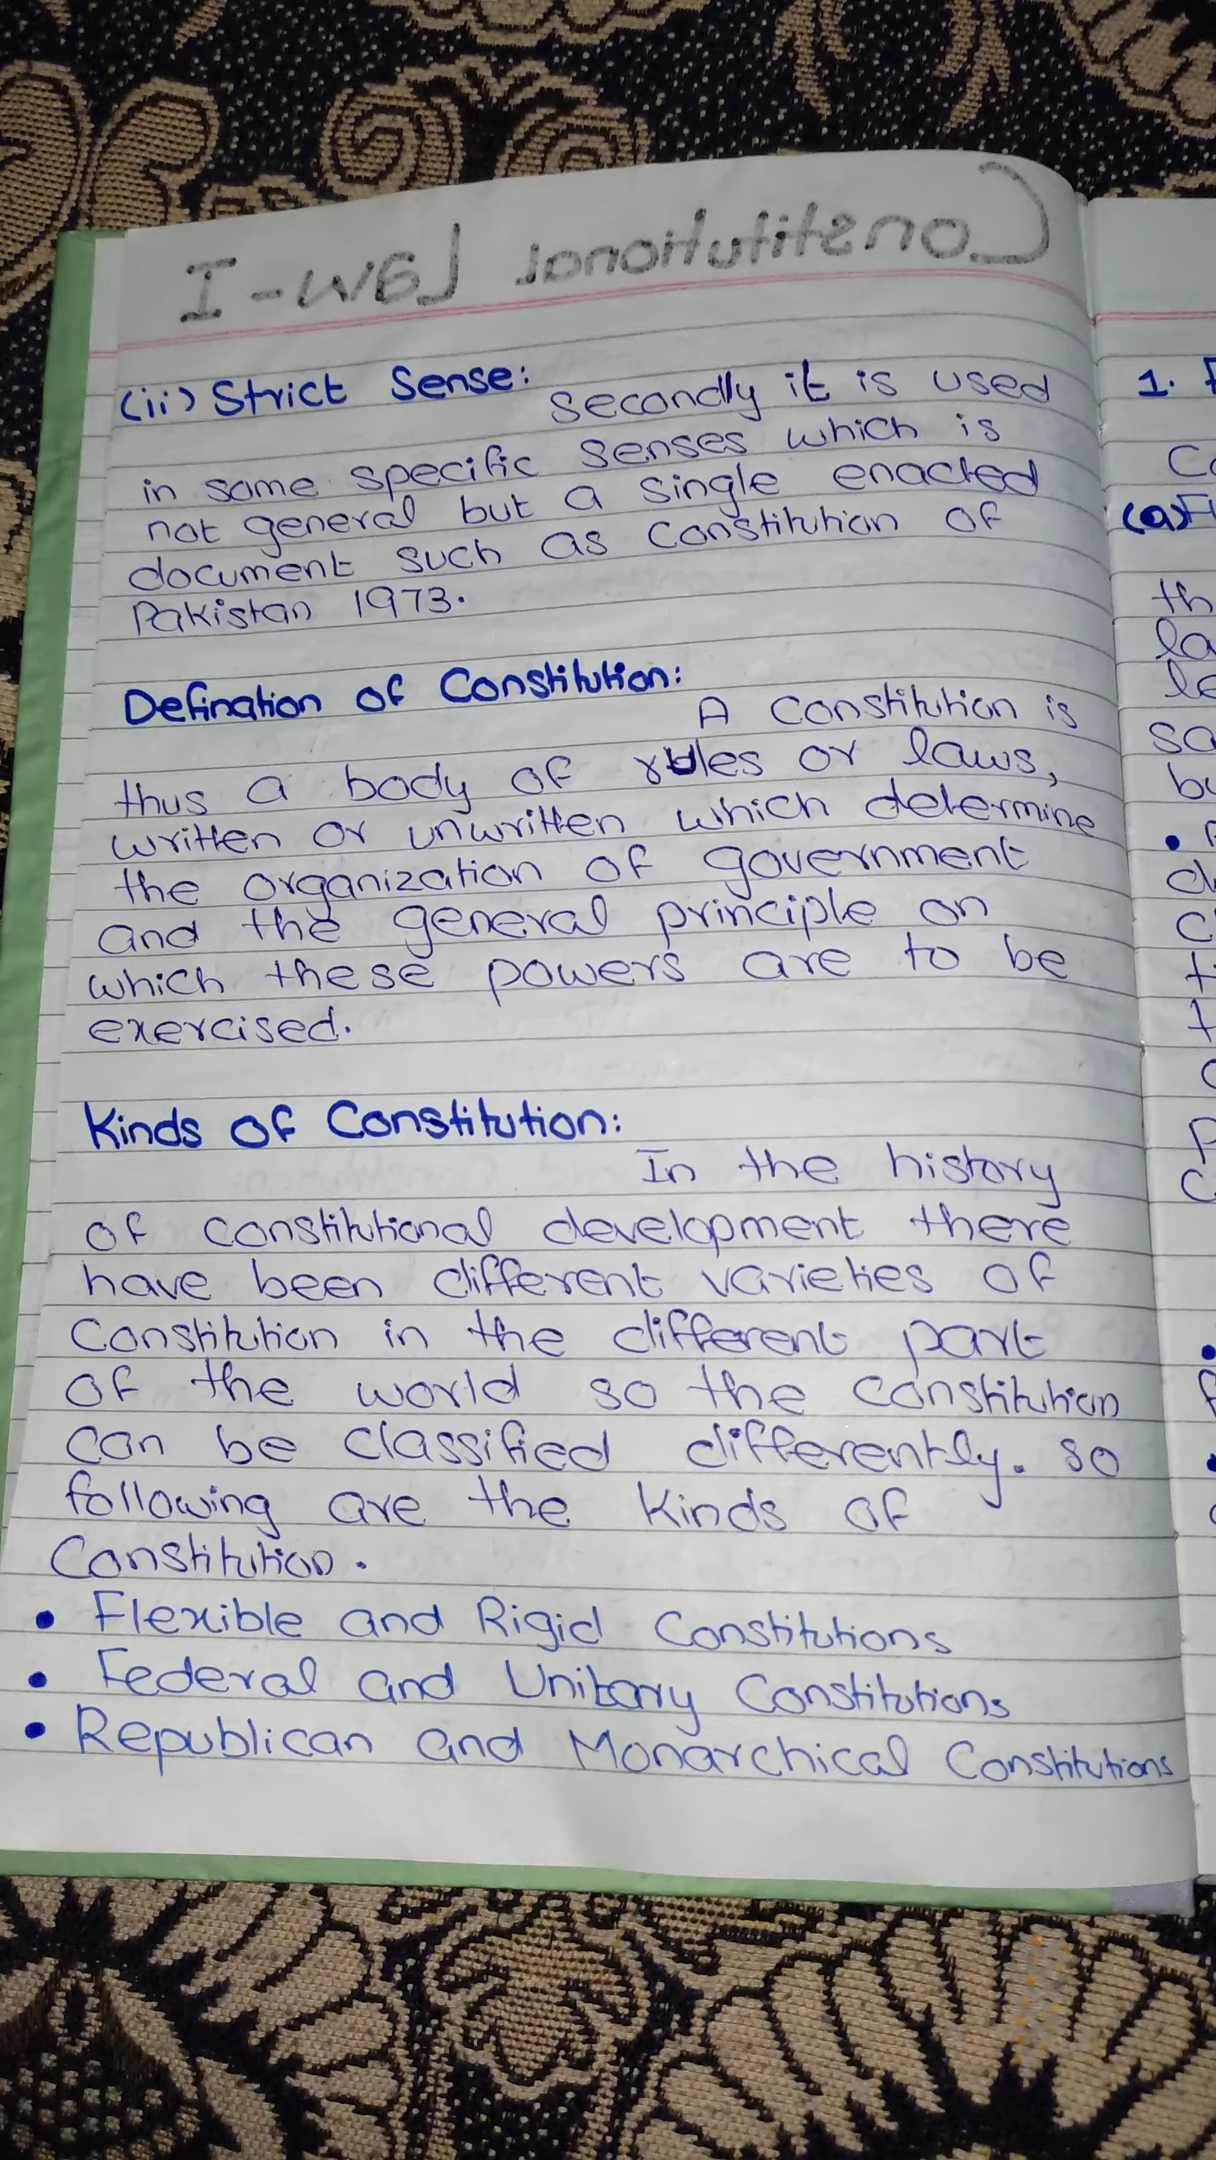 Constitutional Law-I
(ii) Strict Sense:
Secondly it is used
in some specific senses which is
not general but a single enacted
document such as Constitution of
Pakistan 1973.
Defination of Constitution:
A Constitution is
thus a body of rules or laws,
written or unwritten which determine
the organization of government
and the general principle on
which these powers are to be
exercised.
Kinds of Constitution:
In the history
of constitutional development there
have been different varieties of
Constitution in the different part
of the world so the constitution
can be classified differently. So
following are the Kinds of
Constitution.
• Flexible and Rigid Constitutions
• Federal and Unitary Constitutions
• Republican and Monarchical Constitutions
1.
(a)